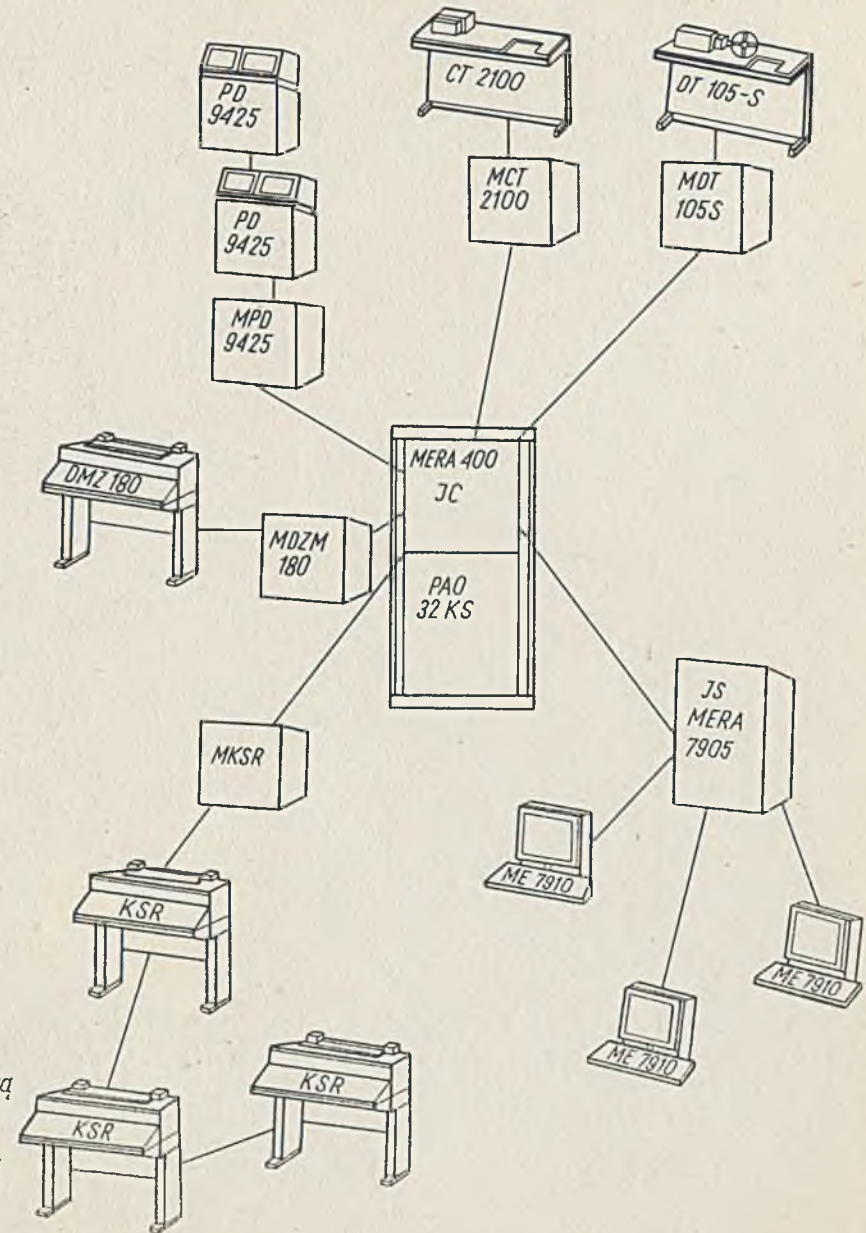 CT 2100
DT 105-S
PD
9425
MCT
2100
MDT
105S
PD
9425
MPD
9425
MERA 400
JC
DMZ 180
MDZM
180
PAO
32 KS
JS
MERA
7905
MKSR
ME 7910
KSR
ME 7910
ME 7910
KSR
KSR